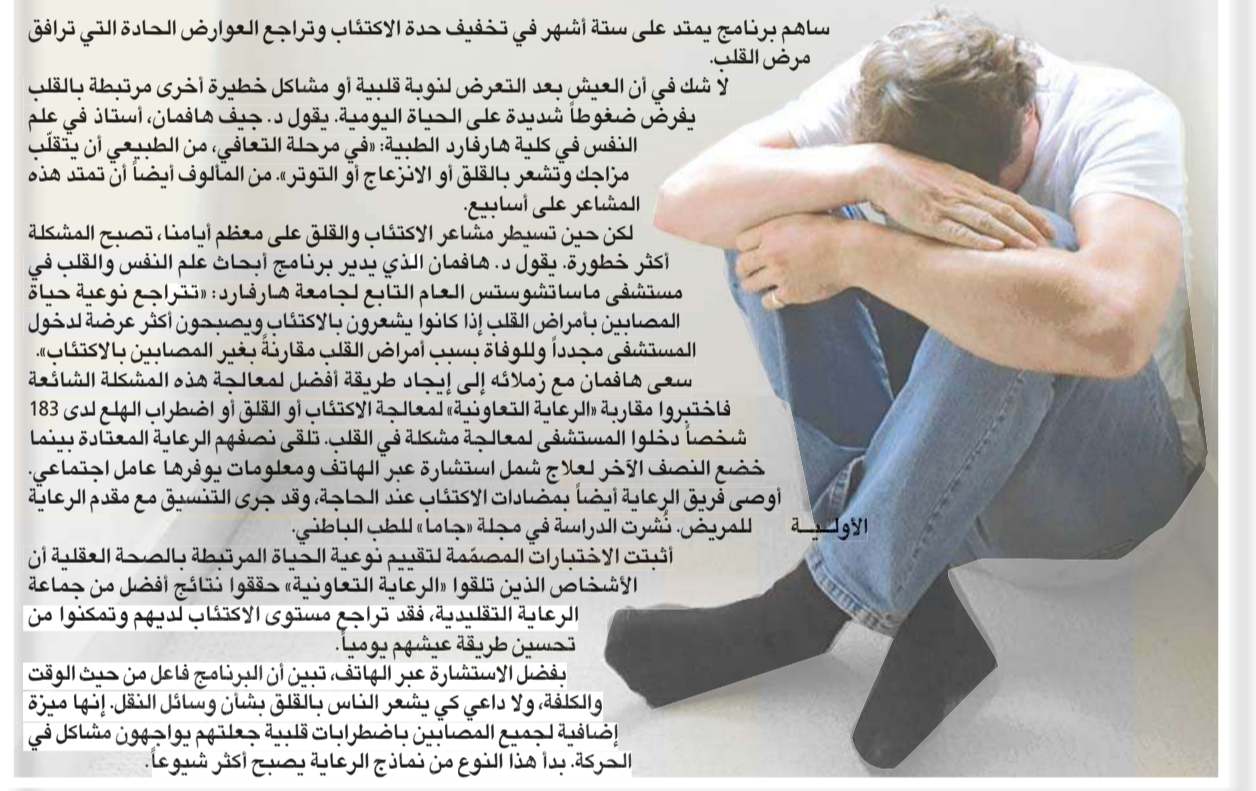 ساهم برنامج يمتد على ستة أشهر في تخفيف حدة الاكتئاب وتراجع العوارض الحادة التي ترافق
مرض القلب.
لا شك في أن العيش بعد التعرض لنوبة قلبية أو مشاكل خطيرة أخرى مرتبطة بالقلب
يفرض ضغوطاً شديدة على الحياة اليومية. يقول د. جيف هافمان، أستاذ في علم
النفس في كلية هارفارد الطبية: «في مرحلة التعافي، من الطبيعي أن يتقلّب
مزاجك وتشعر بالقلق أو الانزعاج أو التوتر». من المألوف أيضاً أن تمتد هذه
المشاعر على أسابيع.
لكن حين تسيطر مشاعر الاكتئاب والقلق على معظم أيامنا، تصبح المشكلة
أكثر خطورة. يقول د. هافمان الذي يدير برنامج أبحاث علم النفس والقلب في
مستشفى ماساتشوستس العام التابع لجامعة هارفارد: «تتراجع نوعية حياة
المصابين بأمراض القلب إذا كانوا يشعرون بالاكتئاب ويصبحون أكثر عرضة لدخول
المستشفى مجدداً وللوفاة بسبب أمراض القلب مقارنةً بغير المصابين بالاكتئاب».
سعى هافمان مع زملائه إلى إيجاد طريقة أفضل لمعالجة هذه المشكلة الشائعة
فاختبروا مقاربة «الرعاية التعاونية» لمعالجة الاكتئاب أو القلق أو اضطراب الهلع لدى 183
شخصاً دخلوا المستشفى لمعالجة مشكلة في القلب. تلقى نصفهم الرعاية المعتادة بينما
خضع النصف الآخر لعلاج شمل استشارة عبر الهاتف ومعلومات يوفرها عامل اجتماعي.
أوصى فريق الرعاية أيضاً بمضادات الاكتئاب عند الحاجة، وقد جرى التنسيق مع مقدم الرعاية
الأولـــيـــة للمريض. نُشرت الدراسة في مجلة «جاما» للطب الباطني.
أثبتت الاختبارات المصمّمة لتقييم نوعية الحياة المرتبطة بالصحة العقلية أن
الأشخاص الذين تلقوا «الرعاية التعاونية» حققوا نتائج أفضل من جماعة
الرعاية التقليدية، فقد تراجع مستوى الاكتئاب لديهم وتمكنوا من
تحسين طريقة عيشهم يومياً.
بفضل الاستشارة عبر الهاتف، تبين أن البرنامج فاعل من حيث الوقت
والكلفة، ولا داعي كي يشعر الناس بالقلق بشأن وسائل النقل. إنها ميزة
إضافية لجميع المصابين باضطرابات قلبية جعلتهم يواجهون مشاكل في
الحركة. بدأ هذا النوع من نماذج الرعاية يصبح أكثر شيوعاً.